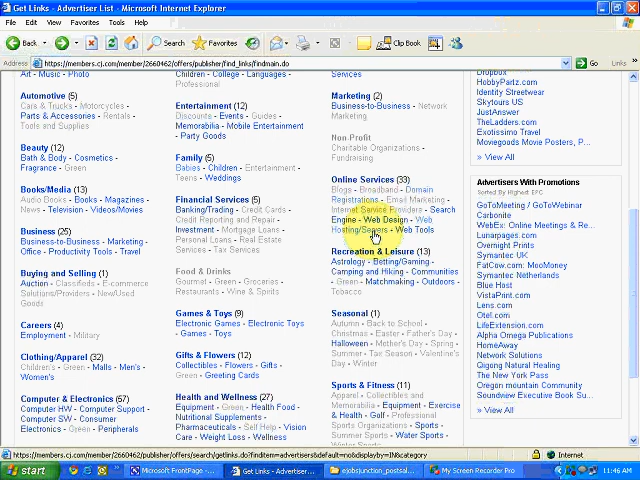 Get Links - Advertiser List - Microsoft Internet Explorer
File Edit View Favorites Tools Help
Back Search Favorites Clip Book
Address https://members.cj.com/member/2660462/offers/publisher/find_links/findmain.do Go Links
Art - Music - Photo
Automotive (5)
Cars & Trucks - Motorcycles -
Parts & Accessories - Rentals -
Tools and Supplies
Beauty (12)
Bath & Body - Cosmetics -
Fragrance - Green
Books/Media (13)
Audio Books - Books - Magazines
- News - Television - Videos/Movies
Business (25)
Business-to-Business - Marketing -
Office - Productivity Tools - Travel
Buying and Selling (1)
Auction - Classifieds - E-commerce
Solutions/Providers - New/Used
Goods
Careers (4)
Employment - Military
Clothing/Apparel (32)
Children's - Green - Malls - Men's -
Women's
Computer & Electronics (57)
Computer HW - Computer Support -
Computer SW - Consumer
Electronics - Green - Peripherals
Children - College - Languages -
Professional
Entertainment (12)
Discounts - Events - Guides -
Memorabilia - Mobile Entertainment
- Party Goods
Family (5)
Babies - Children - Entertainment -
Teens - Weddings
Financial Services (5)
Banking/Trading - Credit Cards -
Credit Reporting and Repair -
Investment - Mortgage Loans -
Personal Loans - Real Estate
Services - Tax Services
Food & Drinks
Gourmet - Green - Groceries -
Restaurants - Wine & Spirits
Games & Toys (9)
Electronic Games - Electronic Toys
- Games - Toys
Gifts & Flowers (12)
Collectibles - Flowers - Gifts -
Green - Greeting Cards
Health and Wellness (27)
Equipment - Green - Health Food -
Nutritional Supplements -
Pharmaceuticals - Self Help - Vision
Care - Weight Loss - Wellness
Services
Marketing (2)
Business-to-Business - Network
Marketing
Non-Profit
Charitable Organizations -
Fundraising
Online Services (33)
Blogs - Broadband - Domain
Registrations - Email Marketing -
Internet Service Providers - Search
Engine - Web Design - Web
Hosting/Servers - Web Tools
Recreation & Leisure (13)
Astrology - Betting/Gaming -
Camping and Hiking - Communities
- Green - Matchmaking - Outdoors -
Tobacco
Seasonal (1)
Autumn - Back to School -
Christmas - Easter - Father's Day -
Halloween - Mother's Day - Spring -
Summer - Tax Season - Valentine's
Day - Winter
Sports & Fitness (11)
Apparel - Collectibles and
Memorabilia - Equipment - Exercise
& Health - Golf - Professional
Sports Organizations - Sports -
Summer Sports - Water Sports -
Dropbox
HobbyPartz.com
Identity Streetwear
Skytours US
JustAnswer
TheLadders.com
Exotissimo Travel
Moviegoods Movie Posters, P...
» View All
Advertisers With Promotions
Sorted By Highest EPC
GoToMeeting / GoToWebinar
Carbonite
WebEx: Online Meetings & Re...
Lunarpages.com
Overnight Prints
Symantec UK
FatCow.com: MooMoney
Symantec Netherlands
Blue Host
VistaPrint.com
Lens.com
Otel.com
LifeExtension.com
Alpha Omega Publications
HomeAway
Network Solutions
Qigong Natural Healing
The New York Pass
Oregon mountain Community
Soundview Executive Book Su...
» View All
https://members.cj.com/member/2660462/publisher/offers/search/getlinks.do?finditem=advertisers&default=no&displayby=IN&category Internet
start Microsoft FrontPage -... Get Links - Advertiser... ejobsjunction_postsal... My Screen Recorder Pro 11:46 AM